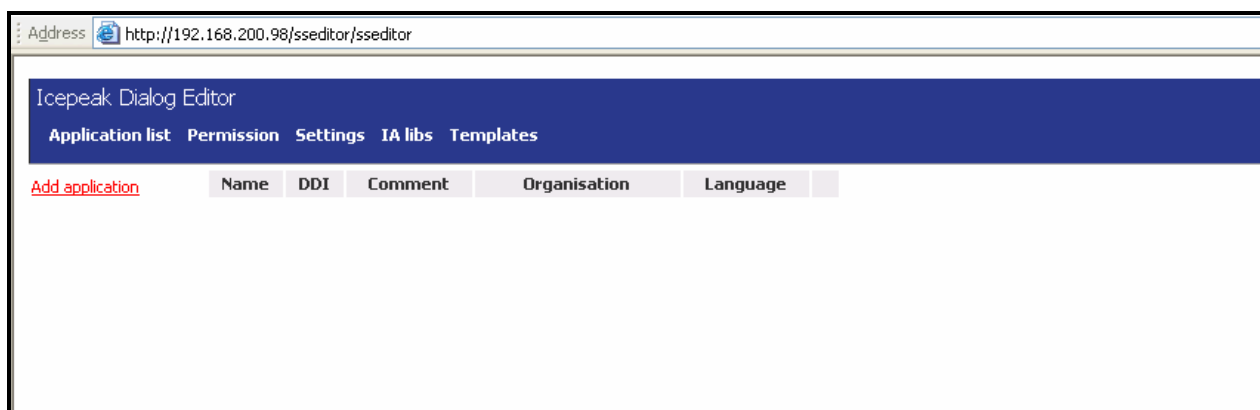 Address http://192.168.200.98/sseditor/sseditor
Icepeak Dialog Editor
Application list Permission Settings IA libs Templates
Add application Name DDI Comment Organisation Language